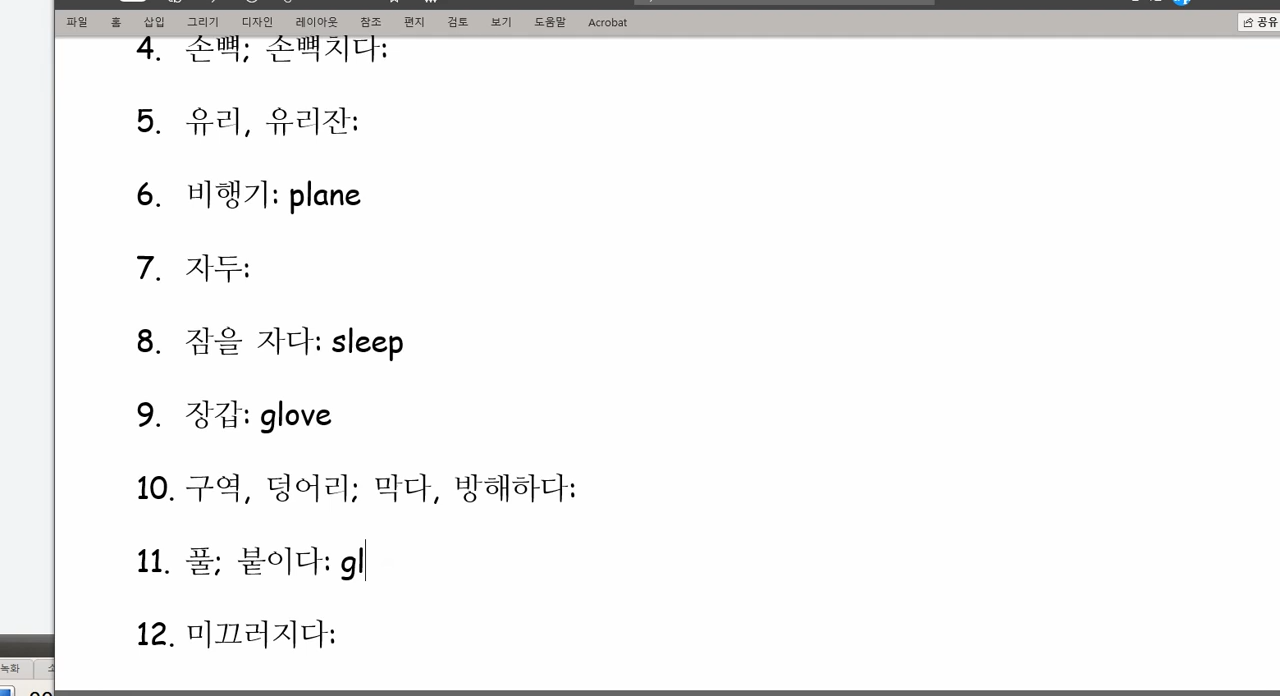 파일 홈 삽입 그리기 디자인 레이아웃 참조 편지 검토 보기 도움말 Acrobat 공유
4. 손뼉; 손뼉치다:
5. 유리, 유리잔:
6. 비행기: plane
7. 자두:
8. 잠을 자다: sleep
9. 장갑: glove
10. 구역, 덩어리; 막다, 방해하다:
11. 풀; 붙이다: gl
12. 미끄러지다:
녹화